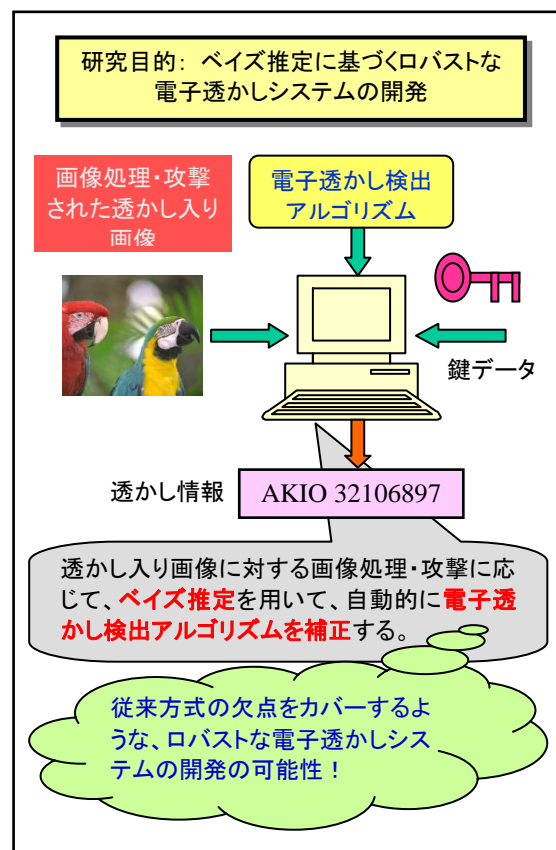 研究目的: ベイズ推定に基づくロバストな
電子透かしシステムの開発
画像処理・攻撃
された透かし入り
画像
電子透かし検出
アルゴリズム
鍵データ
透かし情報
AKIO 32106897
透かし入り画像に対する画像処理・攻撃に応
じて、ベイズ推定を用いて、自動的に電子透
かし検出アルゴリズムを補正する。
従来方式の欠点をカバーするよ
うな、ロバストな電子透かしシス
テムの開発の可能性！